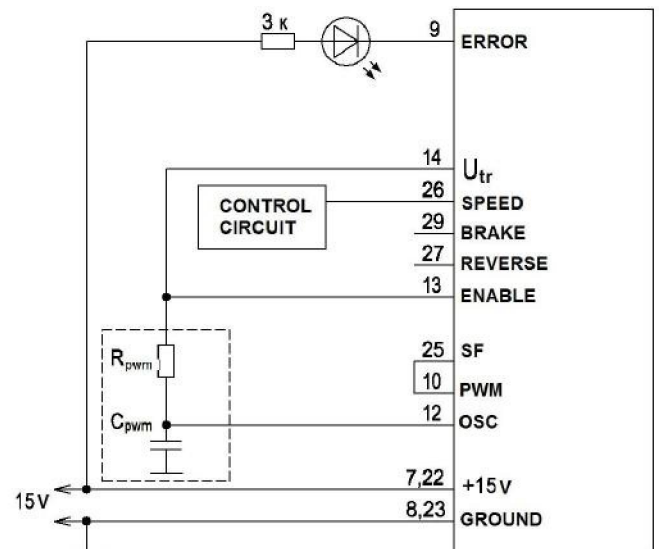 3 к
9 ERROR
14 Utr
26 SPEED
CONTROL
CIRCUIT
29 BRAKE
27 REVERSE
13 ENABLE
Rpwm
25 SF
10 PWM
Cpwm
12 OSC
7,22 +15v
15V
8,23 GROUND